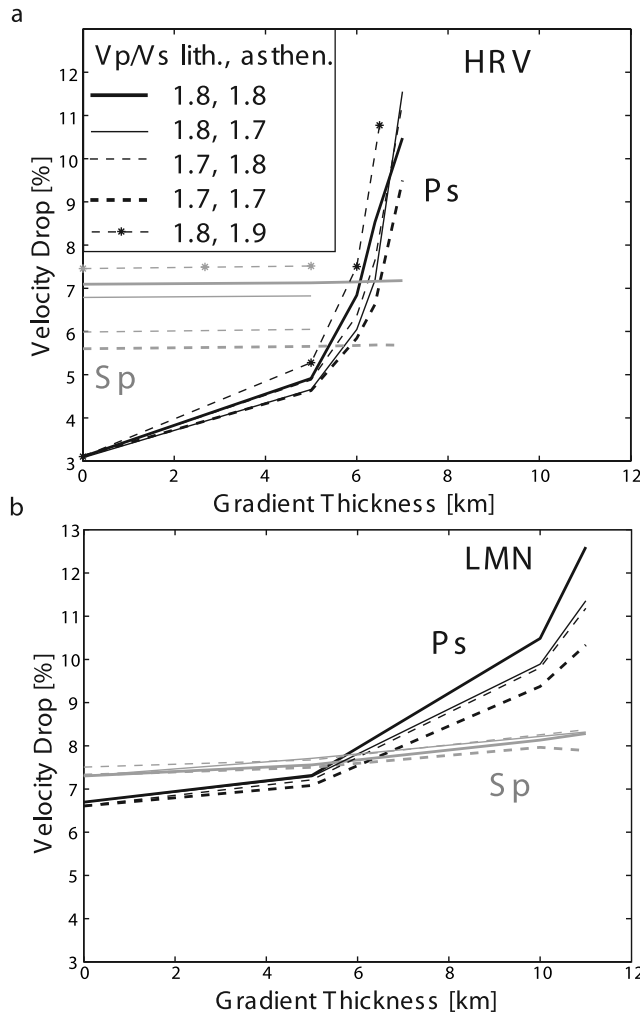 a
Vp/Vs lith., asthen.
1.8, 1.8
1.8, 1.7
1.7, 1.8
1.7, 1.7
1.8, 1.9
HRV
Ps
Sp
12
11
10
9
8
7
6
5
4
3
Velocity Drop [%]
0 2 4 6 8 10 12
Gradient Thickness [km]
b
LMN
Ps
Sp
13
12
11
10
9
8
7
6
5
4
3
Velocity Drop [%]
0 2 4 6 8 10 12
Gradient Thickness [km]